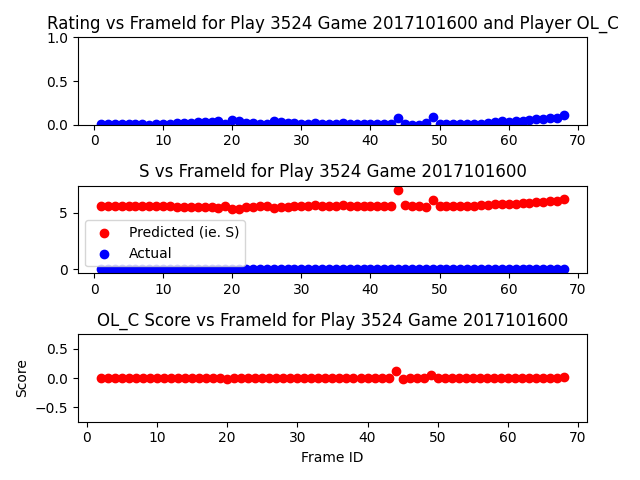 Rating vs FrameId for Play 3524 Game 2017101600 and Player OL_C
1.0
0.5
0.0
0 10 20 30 40 50 60 70
S vs FrameId for Play 3524 Game 2017101600
5
0
Predicted (ie. S)
Actual
0 10 20 30 40 50 60 70
OL_C Score vs FrameId for Play 3524 Game 2017101600
0.5
0.0
−0.5
Score
0 10 20 30 40 50 60 70
Frame ID